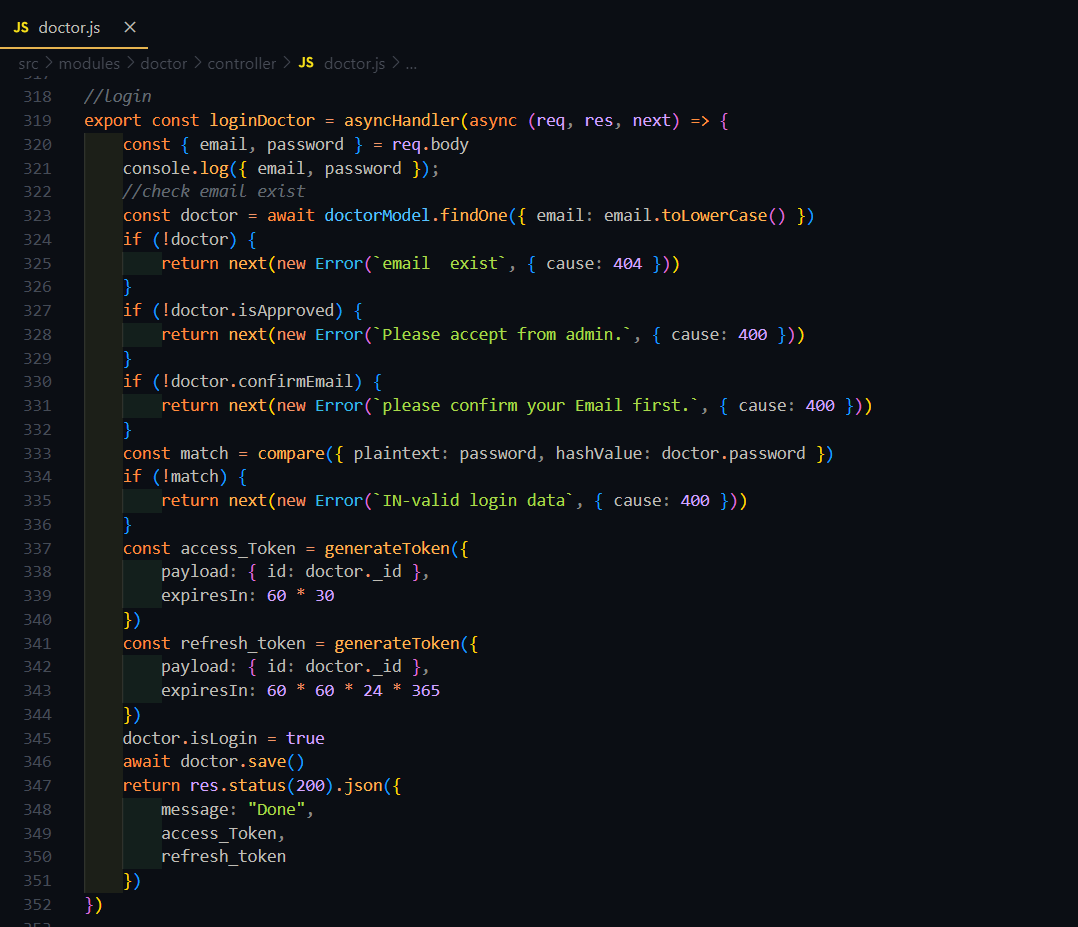 JS doctor.js ×
src > modules > doctor > controller > JS doctor.js > ...
317
318 //login
319 export const loginDoctor = asyncHandler(async (req, res, next) => {
320     const { email, password } = req.body
321     console.log({ email, password });
322     //check email exist
323     const doctor = await doctorModel.findOne({ email: email.toLowerCase() })
324     if (!doctor) {
325         return next(new Error(`email  exist`, { cause: 404 }))
326     }
327     if (!doctor.isApproved) {
328         return next(new Error(`Please accept from admin.`, { cause: 400 }))
329     }
330     if (!doctor.confirmEmail) {
331         return next(new Error(`please confirm your Email first.`, { cause: 400 }))
332     }
333     const match = compare({ plaintext: password, hashValue: doctor.password })
334     if (!match) {
335         return next(new Error(`IN-valid login data`, { cause: 400 }))
336     }
337     const access_Token = generateToken({
338         payload: { id: doctor._id },
339         expiresIn: 60 * 30
340     })
341     const refresh_token = generateToken({
342         payload: { id: doctor._id },
343         expiresIn: 60 * 60 * 24 * 365
344     })
345     doctor.isLogin = true
346     await doctor.save()
347     return res.status(200).json({
348         message: "Done",
349         access_Token,
350         refresh_token
351     })
352 })